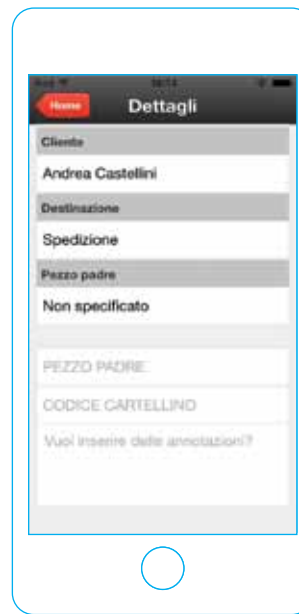 Home
Dettagli
Cliente
Andrea Castellini
Destinazione
Spedizione
Pezzo padre
Non specificato
PEZZO PADRE
CODICE CARTELLINO
Vuoi inserire delle annotazioni?